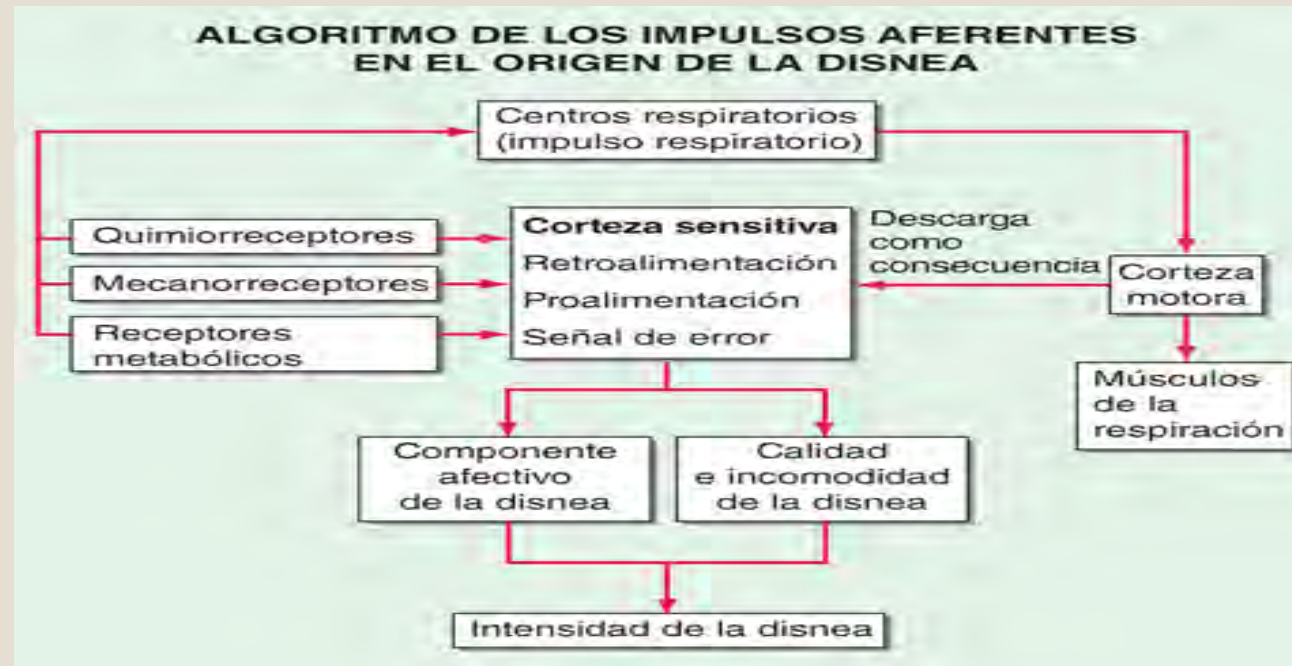 ALGORITMO DE LOS IMPULSOS AFERENTES
EN EL ORIGEN DE LA DISNEA
Centros respiratorios
(impulso respiratorio)
Quimiorreceptores
Mecanorreceptores
Receptores
metabólicos
Corteza sensitiva
Retroalimentación
Proalimentación
Señal de error
Descarga
como
consecuencia
Corteza
motora
Músculos
de la
respiración
Componente
afectivo
de la disnea
Calidad
e incomodidad
de la disnea
Intensidad de la disnea